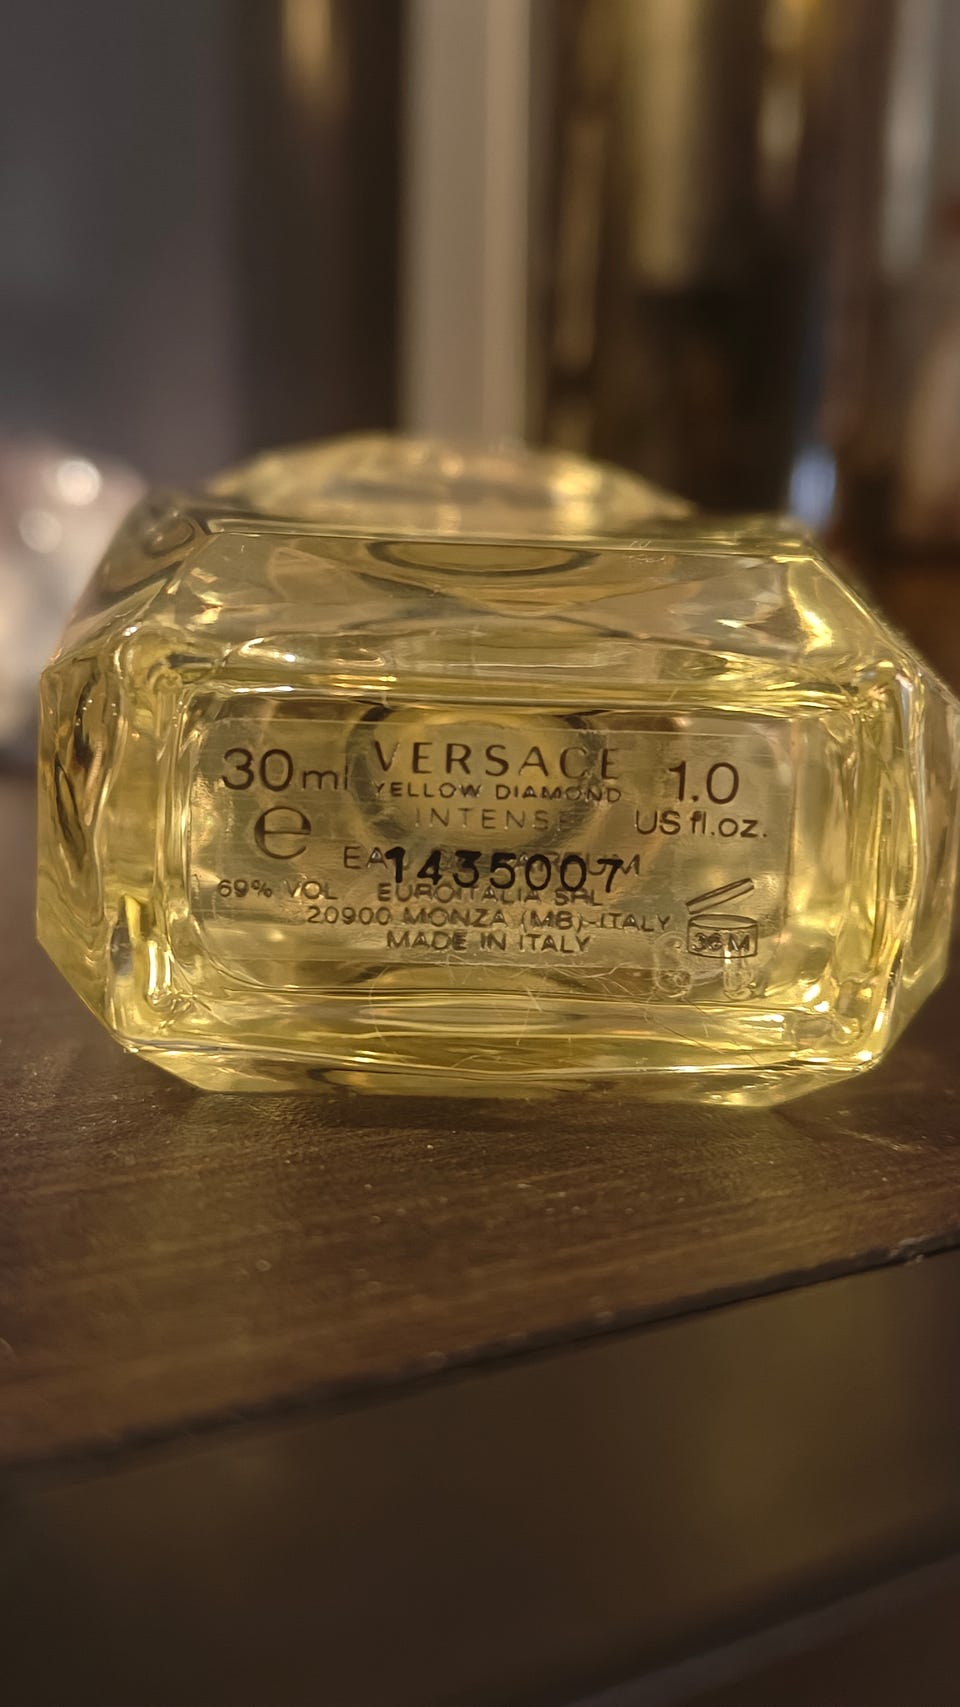 30ml
VERSACE
YELLOW DIAMOND
INTENSE
1.0
US fl.oz.
e
1435007
69% VOL
EUROITALIA SRL
20900 MONZA (MB)-ITALY
MADE IN ITALY
36 M